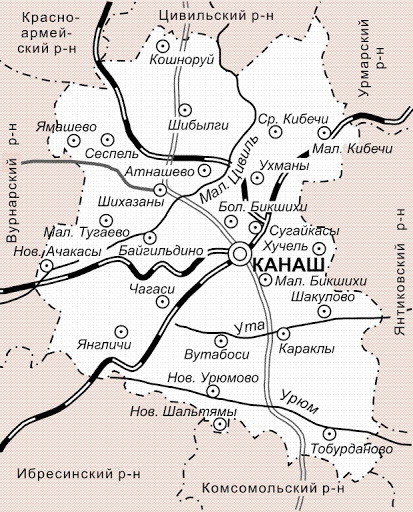 Красно-
армей-
ский р-н
Цивильский р-н
Урмарский
р-н
Кошноруй
Шибылги
Ямашево
Сеспель
Ср. Кибечи
Мал. Кибечи
Атнашево
Ухманы
Мал. Цивиль
Шихазаны
Вурнарский р-н
Бол. Бикшихи
Мал. Тугаево
Сугайкасы
Нов. Ачакасы
Байгильдино
Хучель
КАНАШ
Мал. Бикшихи
Чагаси
Шакулово
Янтиковский р-н
Ута
Янгличи
Вутабоси
Караклы
Нов. Урюмово
Урюм
Нов. Шальтямы
Тобурданово
Ибресинский р-н
Комсомольский р-н